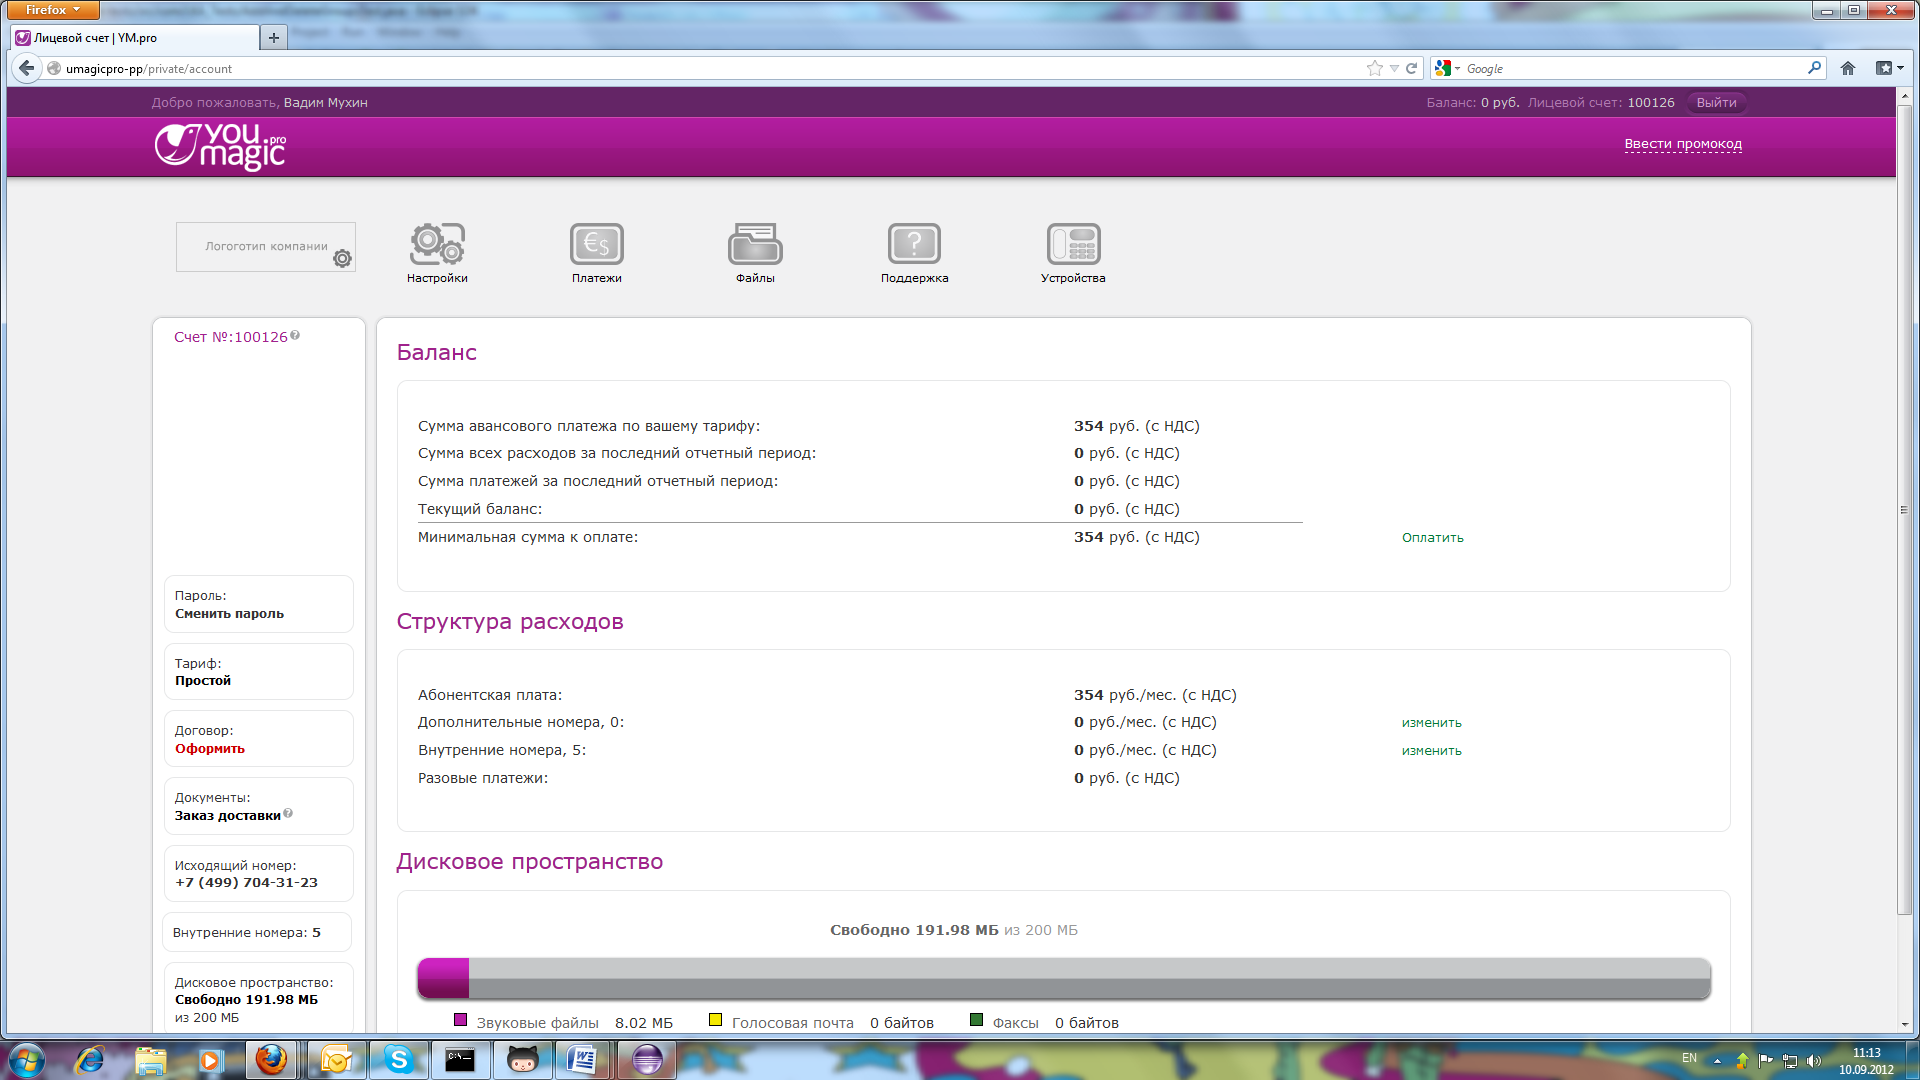 Firefox
Лицевой счет | YM.pro
umagicpro-pp/private/account
Google
Добро пожаловать, Вадим Мухин
Баланс: 0 руб. Лицевой счет: 100126 Выйти
you magic pro
Ввести промокод
Логотип компании
Настройки
Платежи
Файлы
Поддержка
Устройства
Счет №:100126
Пароль:
Сменить пароль
Тариф:
Простой
Договор:
Оформить
Документы:
Заказ доставки
Исходящий номер:
+7 (499) 704-31-23
Внутренние номера: 5
Дисковое пространство:
Свободно 191.98 МБ
из 200 МБ
Баланс
Сумма авансового платежа по вашему тарифу: 354 руб. (с НДС)
Сумма всех расходов за последний отчетный период: 0 руб. (с НДС)
Сумма платежей за последний отчетный период: 0 руб. (с НДС)
Текущий баланс: 0 руб. (с НДС)
Минимальная сумма к оплате: 354 руб. (с НДС) Оплатить
Структура расходов
Абонентская плата: 354 руб./мес. (с НДС)
Дополнительные номера, 0: 0 руб./мес. (с НДС) изменить
Внутренние номера, 5: 0 руб./мес. (с НДС) изменить
Разовые платежи: 0 руб. (с НДС)
Дисковое пространство
Свободно 191.98 МБ из 200 МБ
Звуковые файлы 8.02 МБ Голосовая почта 0 байтов Факсы 0 байтов
EN
11:13
10.09.2012